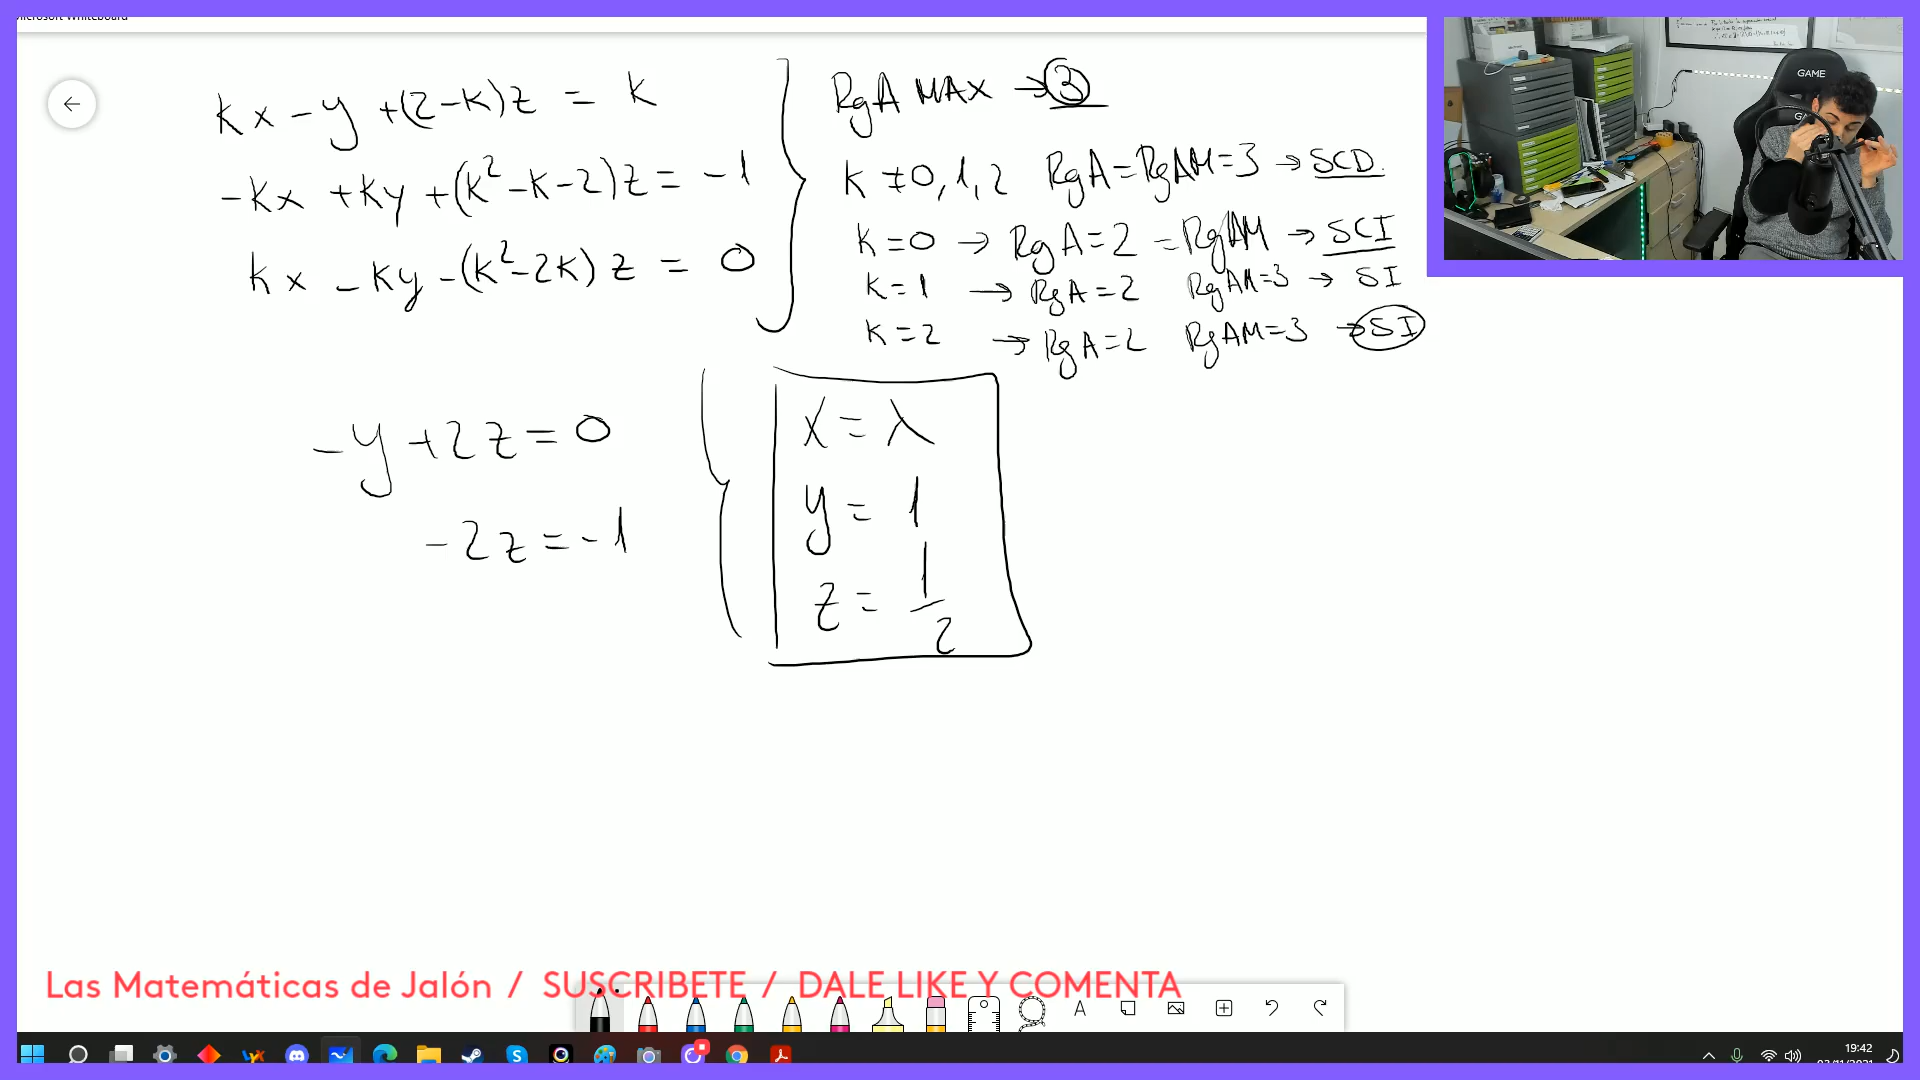 kx - y + (2-k)z = k
-kx + ky + (k²-k-2)z = -1
kx - ky - (k²-2k) z = 0
RgA MAX → 3
k ≠ 0, 1, 2 RgA = RgAM = 3 → SCD.
k = 0 → RgA = 2 = RgAM → SCI
k = 1 → RgA = 2 RgAM = 3 → SI
k = 2 → RgA = 2 RgAM = 3 → SI
-y + 2z = 0
-2z = -1
x = λ
y = 1
z = 1/2
GAME
Las Matemáticas de Jalón / SUSCRIBETE / DALE LIKE Y COMENTA
19:42